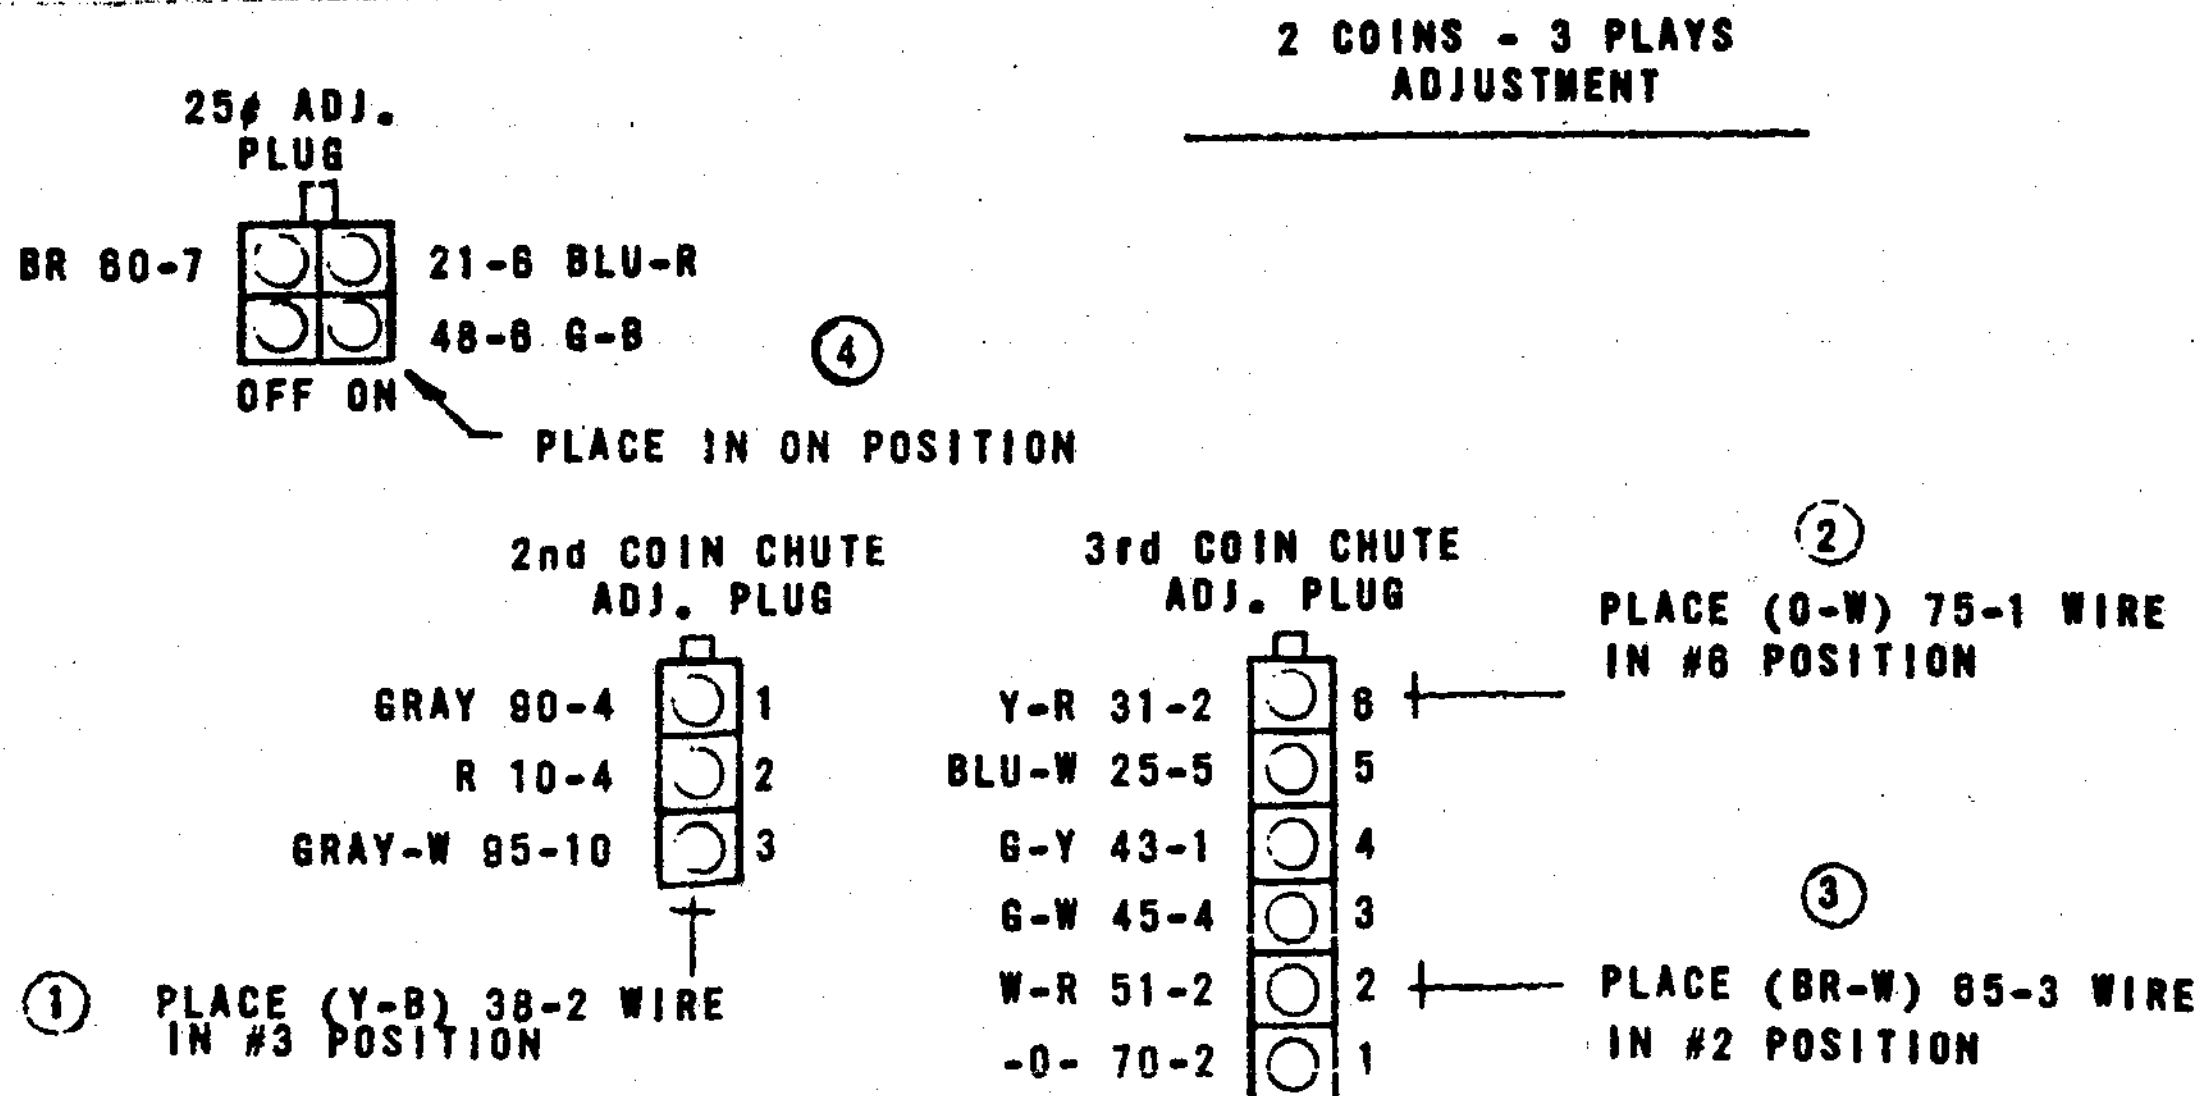 2 COINS - 3 PLAYS
ADJUSTMENT
25¢ ADJ.
PLUG
BR 60-7
21-6 BLU-R
48-6 G-B
OFF ON
4
PLACE IN ON POSITION
2nd COIN CHUTE
ADJ. PLUG
GRAY 90-4 1
R 10-4 2
GRAY-W 95-10 3
1
PLACE (Y-B) 38-2 WIRE
IN #3 POSITION
3rd COIN CHUTE
ADJ. PLUG
Y-R 31-2 6
BLU-W 25-5 5
G-Y 43-1 4
G-W 45-4 3
W-R 51-2 2
-O- 70-2 1
2
PLACE (O-W) 75-1 WIRE
IN #6 POSITION
3
PLACE (BR-W) 65-3 WIRE
IN #2 POSITION